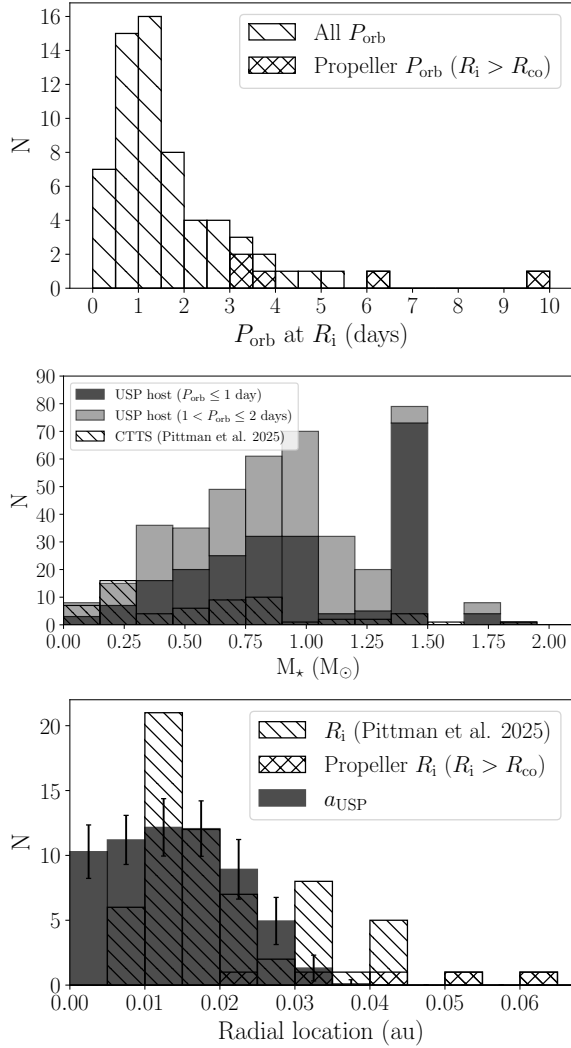 16
14
12
10
8
6
4
2
0
N
All P_orb
Propeller P_orb (R_i > R_co)
0 1 2 3 4 5 6 7 8 9 10
P_orb at R_i (days)
90
80
70
60
50
40
30
20
10
0
N
USP host (P_orb ≤ 1 day)
USP host (1 < P_orb ≤ 2 days)
CTTS (Pittman et al. 2025)
0.00 0.25 0.50 0.75 1.00 1.25 1.50 1.75 2.00
M⋆ (M⊙)
20
15
10
5
0
N
R_i (Pittman et al. 2025)
Propeller R_i (R_i > R_co)
a_USP
0.00 0.01 0.02 0.03 0.04 0.05 0.06
Radial location (au)